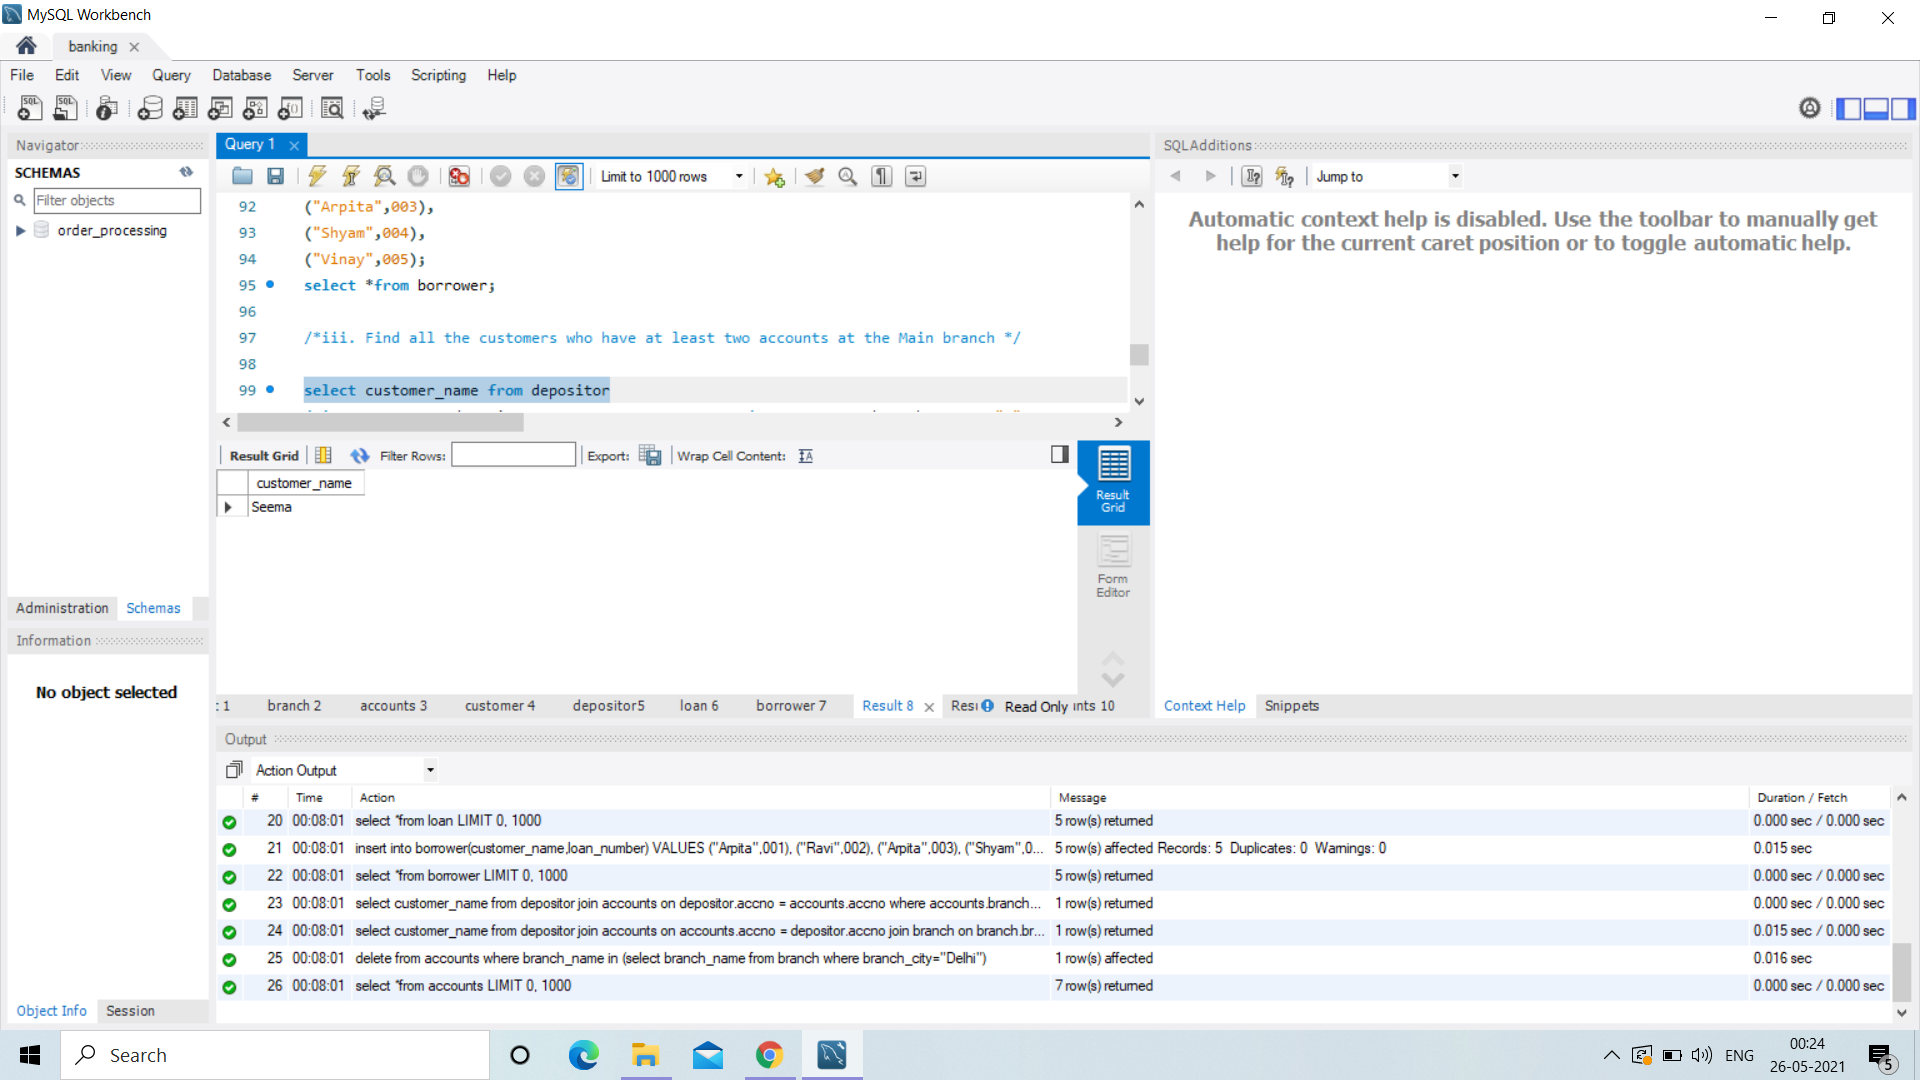 MySQL Workbench
banking
File Edit View Query Database Server Tools Scripting Help
Navigator
SCHEMAS
Filter objects
order_processing
Administration Schemas
Information
No object selected
Object Info Session
Query 1
Limit to 1000 rows
92 ("Arpita",003),
93 ("Shyam",004),
94 ("Vinay",005);
95 select *from borrower;
96
97 /*iii. Find all the customers who have at least two accounts at the Main branch */
98
99 select customer_name from depositor
Result Grid Filter Rows: Export: Wrap Cell Content:
customer_name
Seema
Result
Grid
Form
Editor
: 1 branch 2 accounts 3 customer 4 depositor5 loan 6 borrower 7 Result 8 Resu Read Only ints 10
SQLAdditions
Jump to
Automatic context help is disabled. Use the toolbar to manually get
help for the current caret position or to toggle automatic help.
Context Help Snippets
Output
Action Output
# Time Action Message Duration / Fetch
20 00:08:01 select *from loan LIMIT 0, 1000 5 row(s) returned 0.000 sec / 0.000 sec
21 00:08:01 insert into borrower(customer_name,loan_number) VALUES ("Arpita",001), ("Ravi",002), ("Arpita",003), ("Shyam",0... 5 row(s) affected Records: 5 Duplicates: 0 Warnings: 0 0.015 sec
22 00:08:01 select *from borrower LIMIT 0, 1000 5 row(s) returned 0.000 sec / 0.000 sec
23 00:08:01 select customer_name from depositor join accounts on depositor.accno = accounts.accno where accounts.branch... 1 row(s) returned 0.000 sec / 0.000 sec
24 00:08:01 select customer_name from depositor join accounts on accounts.accno = depositor.accno join branch on branch.br... 1 row(s) returned 0.015 sec / 0.000 sec
25 00:08:01 delete from accounts where branch_name in (select branch_name from branch where branch_city="Delhi") 1 row(s) affected 0.016 sec
26 00:08:01 select *from accounts LIMIT 0, 1000 7 row(s) returned 0.000 sec / 0.000 sec
Search
ENG
00:24
26-05-2021
5